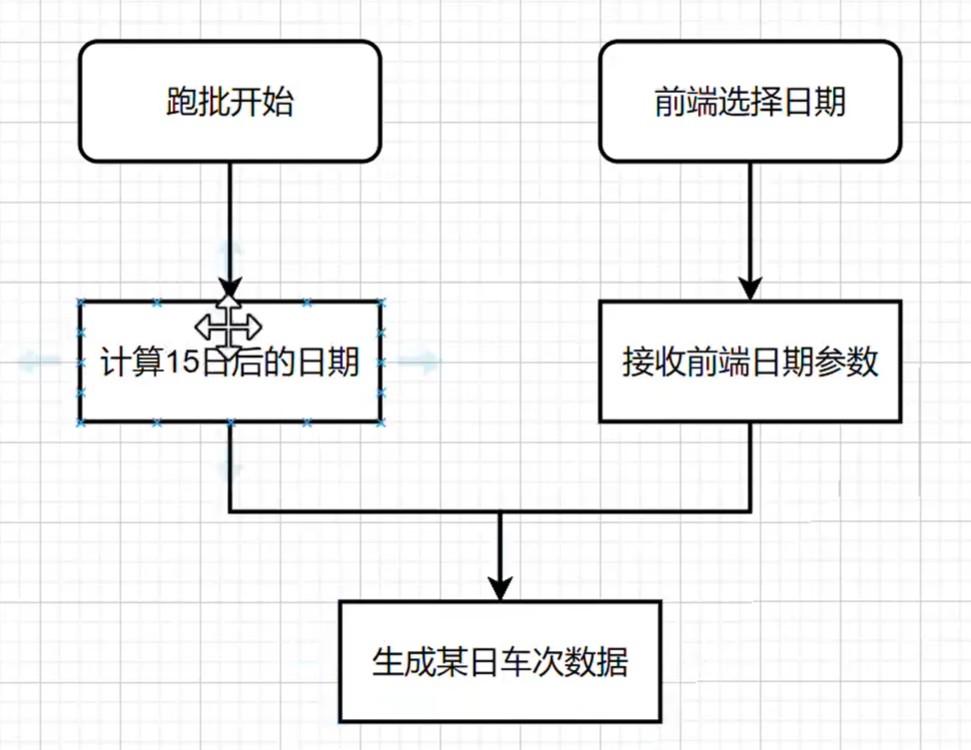 跑批开始
前端选择日期
计算15日后的日期
接收前端日期参数
生成某日车次数据